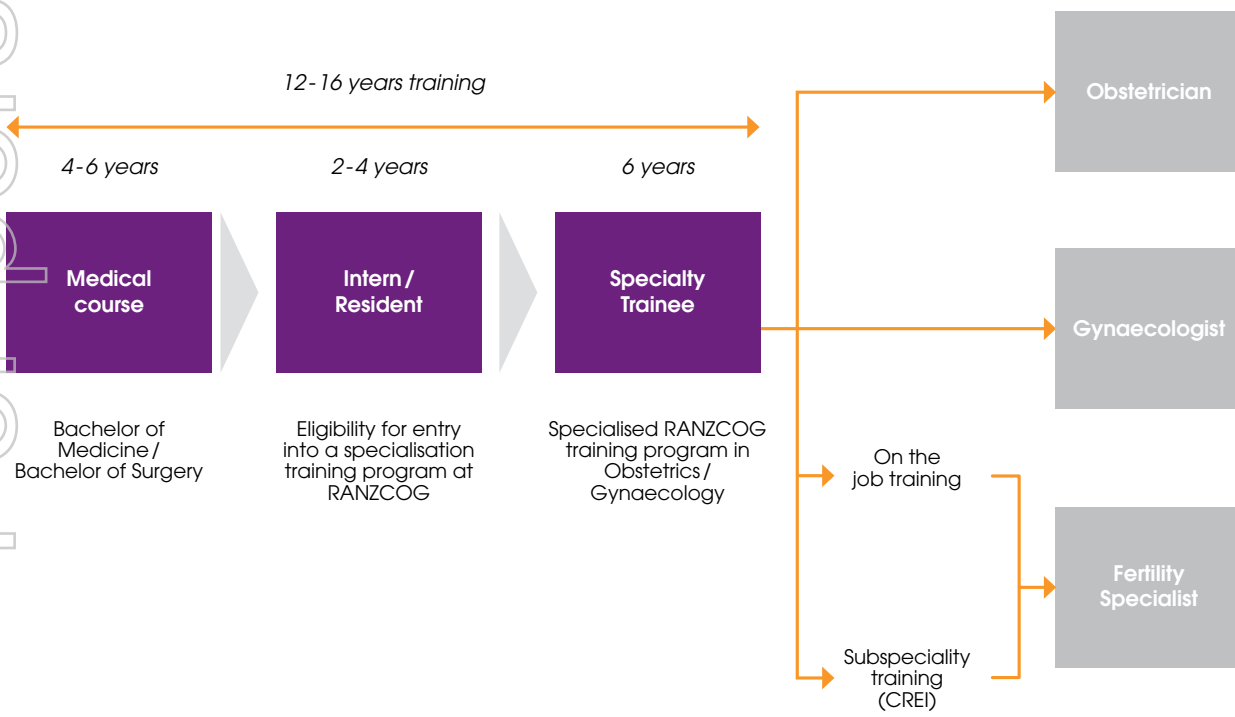 12-16 years training
4-6 years
2-4 years
6 years
Medical
course
Intern /
Resident
Specialty
Trainee
Bachelor of
Medicine /
Bachelor of Surgery
Eligibility for entry
into a specialisation
training program at
RANZCOG
Specialised RANZCOG
training program in
Obstetrics /
Gynaecology
On the
job training
Subspeciality
training
(CREI)
Obstetrician
Gynaecologist
Fertility
Specialist